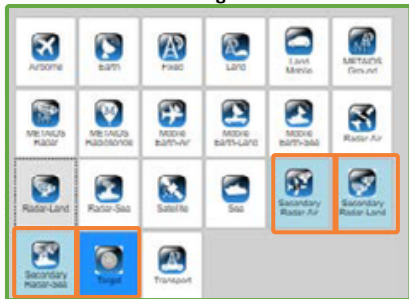 Airborne
Earth
Fixed
Land
Land
Mobile
METAIDS
Ground
METAIDS
Radar
METAIDS
Radiosonde
Mobile
Earth-Air
Mobile
Earth-Land
Mobile
Earth-Sea
Radar-Air
Radar-Land
Radar-Sea
Satellite
Sea
Secondary
Radar-Air
Secondary
Radar-Land
Secondary
Radar-Sea
Target
Transport